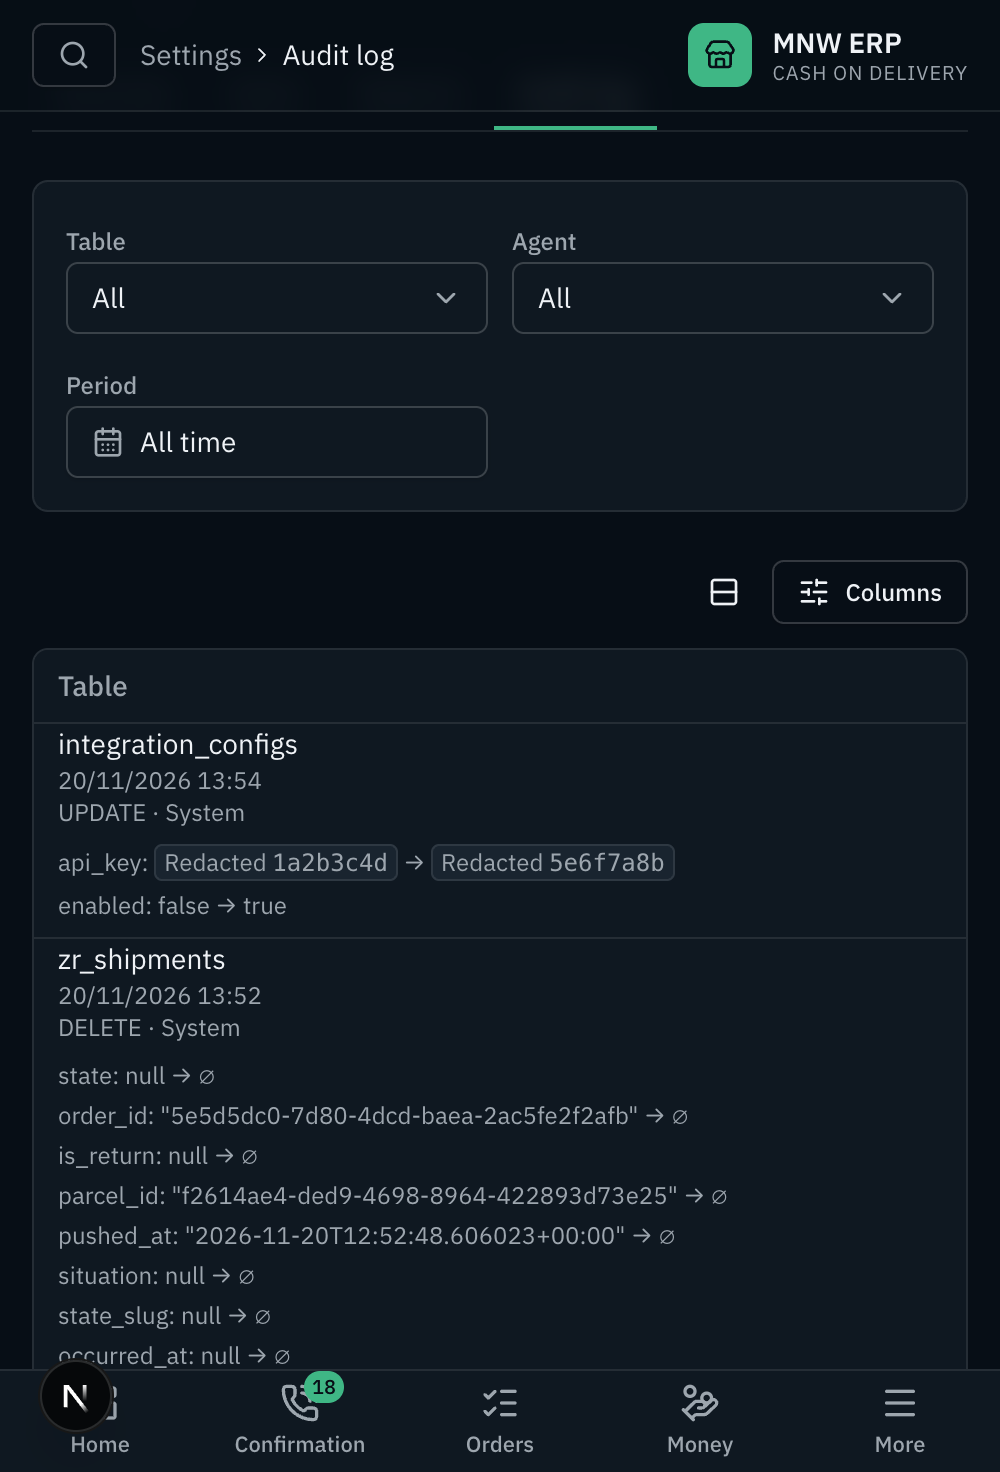 Settings > Audit log
MNW ERP
CASH ON DELIVERY
Table
Agent
All
All
Period
All time
Columns
Table
integration_configs
20/11/2026 13:54
UPDATE · System
api_key: Redacted 1a2b3c4d → Redacted 5e6f7a8b
enabled: false → true
zr_shipments
20/11/2026 13:52
DELETE · System
state: null → ∅
order_id: "5e5d5dc0-7d80-4dcd-baea-2ac5fe2f2afb" → ∅
is_return: null → ∅
parcel_id: "f2614ae4-ded9-4698-8964-422893d73e25" → ∅
pushed_at: "2026-11-20T12:52:48.606023+00:00" → ∅
situation: null → ∅
state_slug: null → ∅
occurred_at: null → ∅
N
18
Home
Confirmation
Orders
Money
More